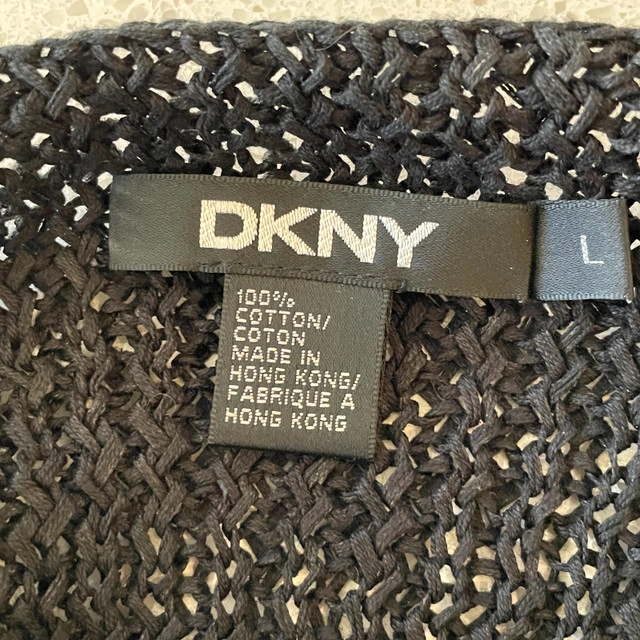 DKNY
L
100%
COTTON/
COTON
MADE IN
HONG KONG/
FABRIQUE A
HONG KONG